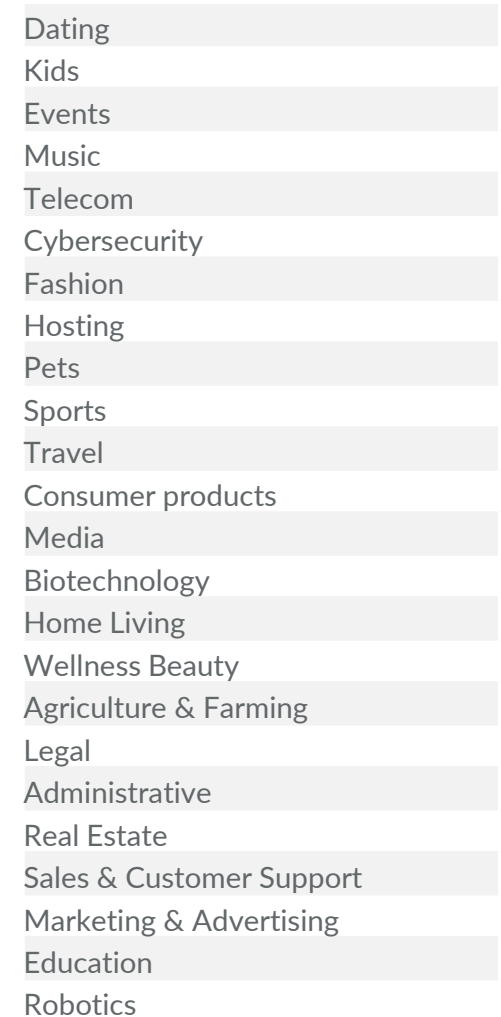 Dating
Kids
Events
Music
Telecom
Cybersecurity
Fashion
Hosting
Pets
Sports
Travel
Consumer products
Media
Biotechnology
Home Living
Wellness Beauty
Agriculture & Farming
Legal
Administrative
Real Estate
Sales & Customer Support
Marketing & Advertising
Education
Robotics